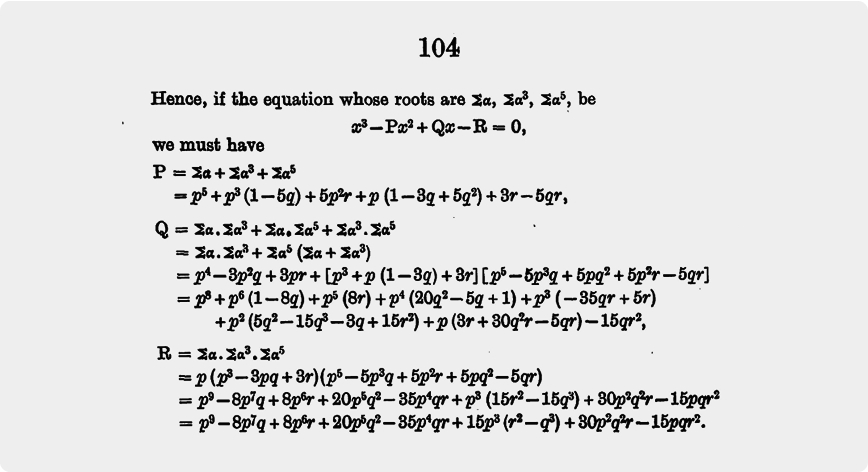 104
Hence, if the equation whose roots are Σα, Σα³, Σα⁵, be
x³−Px²+Qx−R = 0,
we must have
P = Σα+Σα³+Σα⁵
= p⁵+p³(1−5q)+5p²r+p (1−3q+5q²)+3r−5qr,
Q = Σα.Σα³+Σα.Σα⁵+Σα³.Σα⁵
= Σα.Σα³+Σα⁵ (Σα+Σα³)
= p⁴−3p²q+3pr+[p³+p (1−3q)+3r] [p⁵−5p³q+5pq²+5p²r−5qr]
= p⁸+p⁶ (1−8q)+p⁵ (8r)+p⁴ (20q²−5q+1)+p³ (−35qr+5r)
+p² (5q²−15q³−3q+15r²)+p (3r+30q²r−5qr)−15qr²,
R = Σα.Σα³.Σα⁵
= p (p³−3pq+3r)(p⁵−5p³q+5p²r+5pq²−5qr)
= p⁹−8p⁷q+8p⁶r+20p⁵q²−35p⁴qr+p³ (15r²−15q³)+30p²q²r−15pqr²
= p⁹−8p⁷q+8p⁶r+20p⁵q²−35p⁴qr+15p³(r²−q³)+30p²q²r−15pqr².